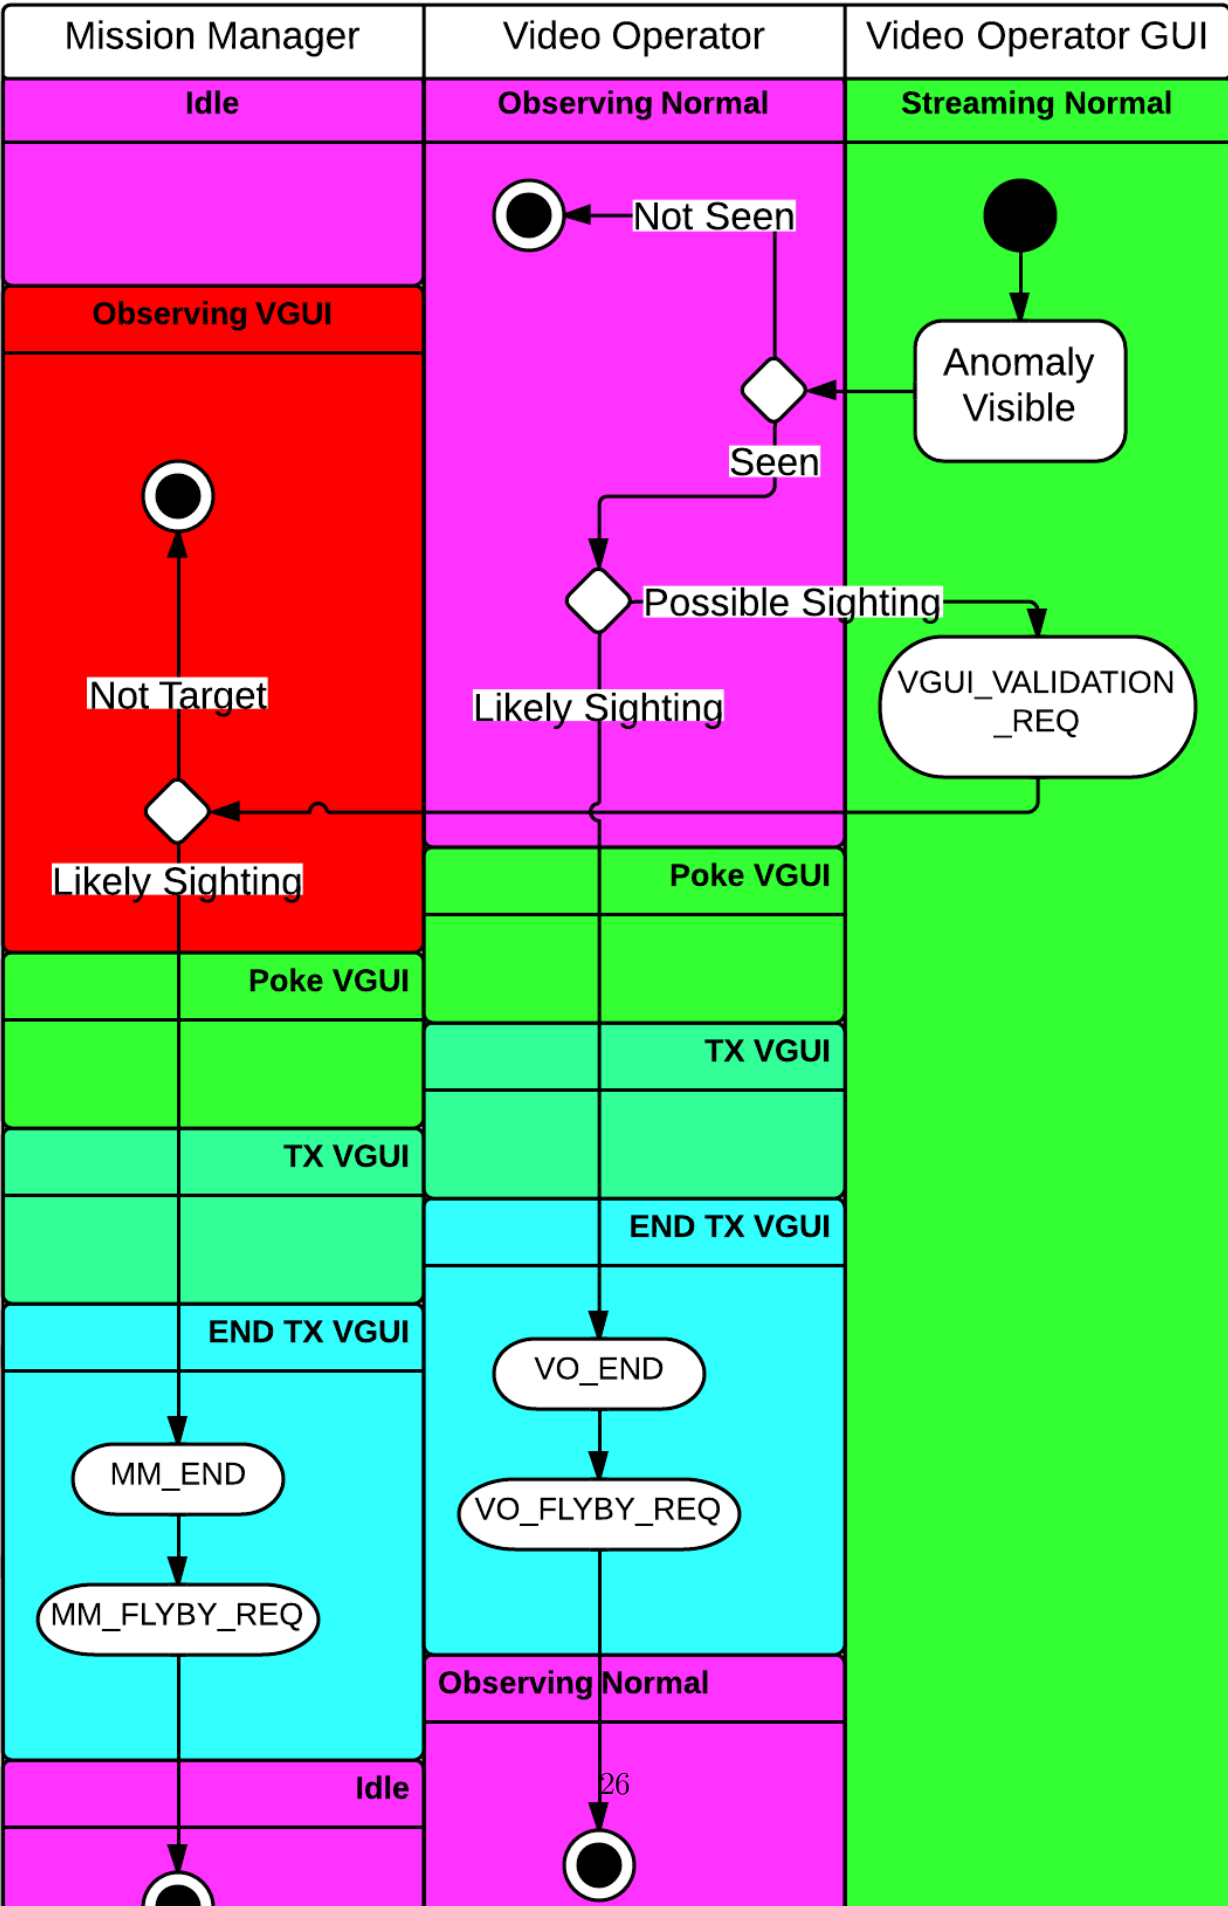 Mission Manager
Video Operator
Video Operator GUI
Idle
Observing Normal
Streaming Normal
Not Seen
Observing VGUI
Anomaly
Visible
Seen
Possible Sighting
Not Target
Likely Sighting
VGUI_VALIDATION
_REQ
Likely Sighting
Poke VGUI
Poke VGUI
TX VGUI
TX VGUI
END TX VGUI
END TX VGUI
VO_END
MM_END
VO_FLYBY_REQ
MM_FLYBY_REQ
Observing Normal
Idle
26